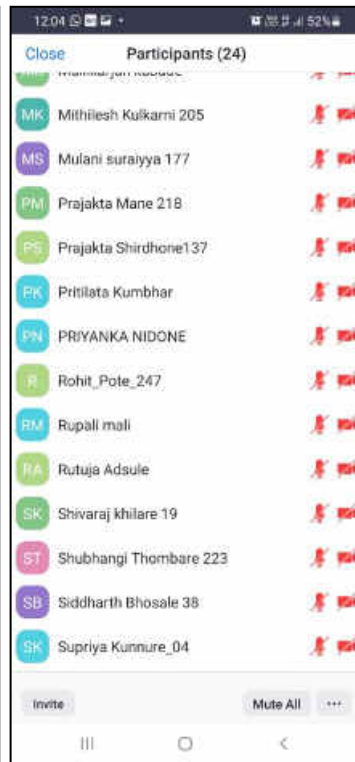 12:04 52%
Close Participants (24)
MK Mithilesh Kulkarni 205
MS Mulani suraiyya 177
PM Prajakta Mane 218
PS Prajakta Shirdhone137
PK Pritilata Kumbhar
PN PRIYANKA NIDONE
R Rohit_Pote_247
RM Rupali mali
RA Rutuja Adsule
SK Shivaraj khilare 19
ST Shubhangi Thombare 223
SB Siddharth Bhosale 38
SK Supriya Kunnure_04
Invite Mute All ...